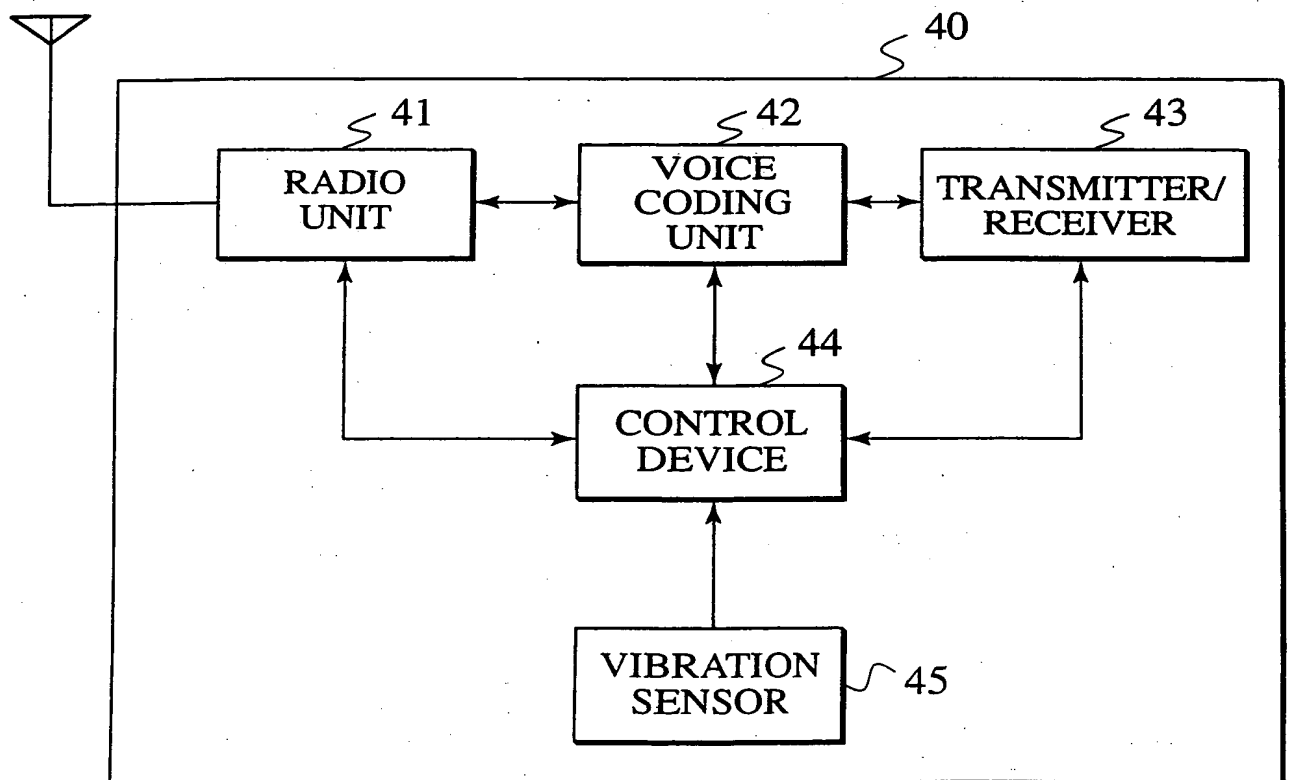 40
41
42
43
RADIO
UNIT
VOICE
CODING
UNIT
TRANSMITTER/
RECEIVER
44
CONTROL
DEVICE
VIBRATION
SENSOR
45